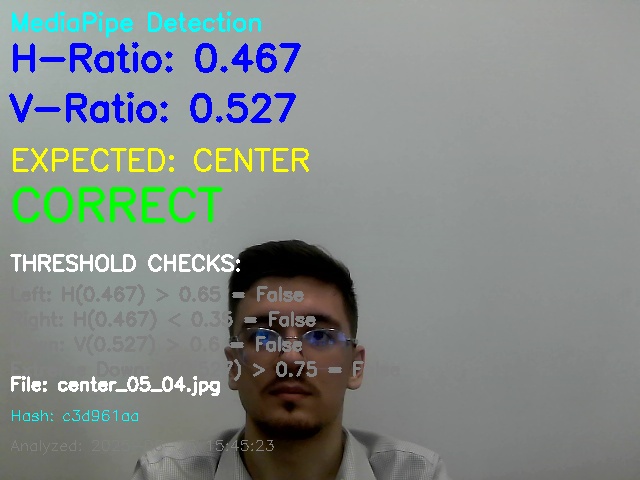 MediaPipe Detection
H-Ratio: 0.467
V-Ratio: 0.527
EXPECTED: CENTER
CORRECT
THRESHOLD CHECKS:
Left: H(0.467) > 0.65 = False
Right: H(0.467) < 0.35 = False
V(0.527) > 0.6 = False
> 0.75 =
File: center_05_04.jpg
Hash: c3d961aa
Analyzed: 15:45:23